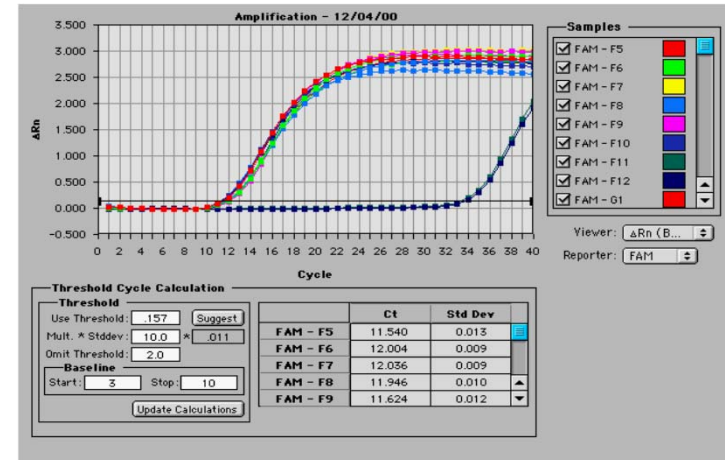 Amplification - 12/04/00
3.500
3.000
2.500
2.000
1.500
1.000
0.500
0.000
-0.500
ΔRn
0 2 4 6 8 10 12 14 16 18 20 22 24 26 28 30 32 34 36 38 40
Cycle
Samples
FAM - F5
FAM - F6
FAM - F7
FAM - F8
FAM - F9
FAM - F10
FAM - F11
FAM - F12
FAM - G1
Viewer: ΔRn (B...
Reporter: FAM
Threshold Cycle Calculation
Threshold
Use Threshold: .157 Suggest
Mult. * Stddev: 10.0 * .011
Omit Threshold: 2.0
Baseline
Start: 3 Stop: 10
Update Calculations
Ct Std Dev
FAM - F5 11.540 0.013
FAM - F6 12.004 0.009
FAM - F7 12.036 0.009
FAM - F8 11.946 0.010
FAM - F9 11.624 0.012